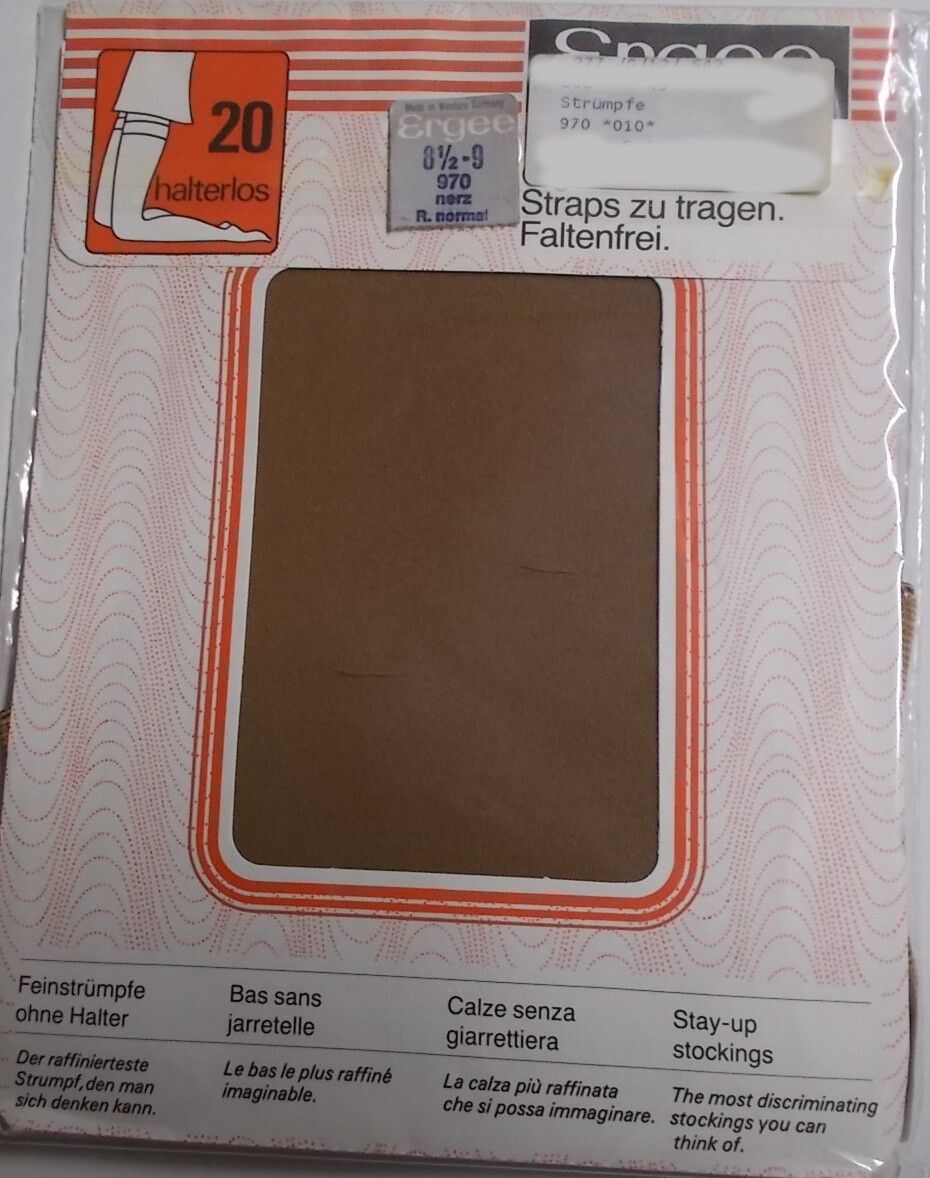 Ergee
Strümpfe
970 *010*
20
halterlos
Made in Western Germany
Ergee
8½-9
970
nerz
R. normal
Straps zu tragen.
Faltenfrei.
Feinstrümpfe
ohne Halter
Der raffinierteste
Strumpf, den man
sich denken kann.
Bas sans
jarretelle
Le bas le plus raffiné
imaginable.
Calze senza
giarrettiera
La calza più raffinata
che si possa immaginare.
Stay-up
stockings
The most discriminating
stockings you can
think of.